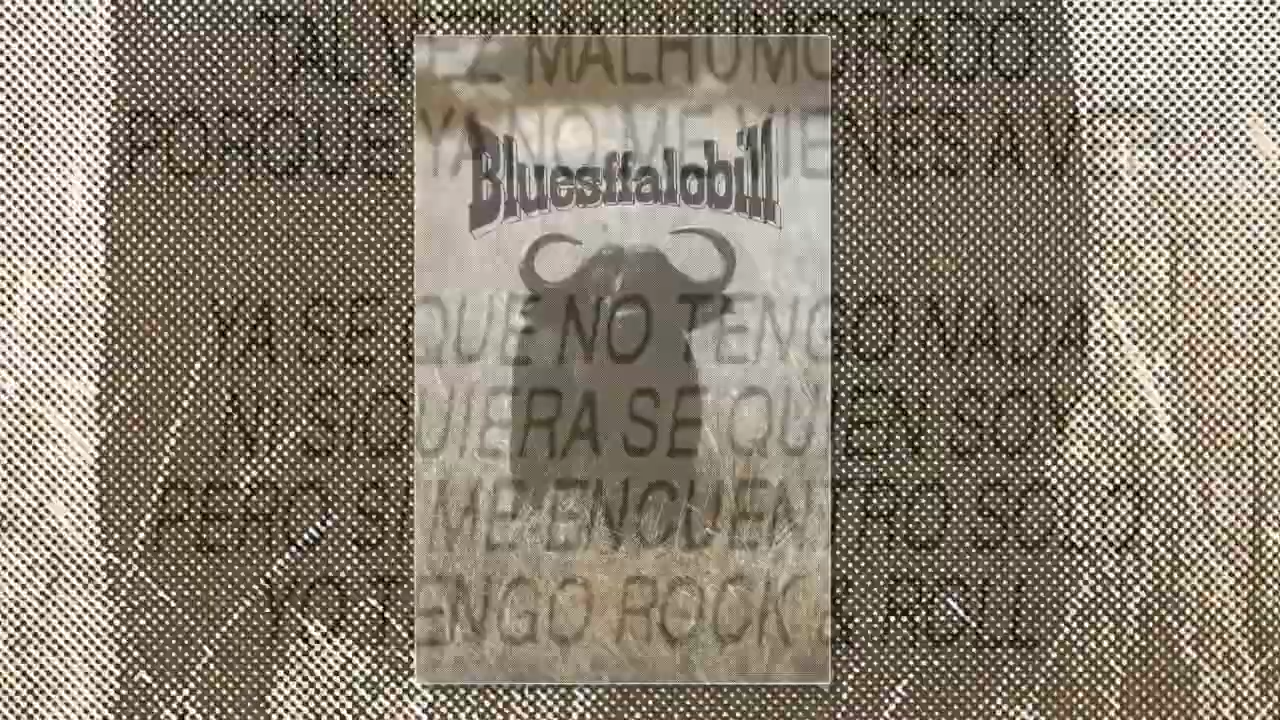 TAL VEZ MALHUMORADO
PORQUE YA NO ME VIENES A VER
Bluesffalobill
YA SE QUE NO TENGO NADA
NI SIQUIERA SE QUIEN SOY
PERO SI ME ENCUENTRO SOLO
YO TENGO ROCK & ROLL